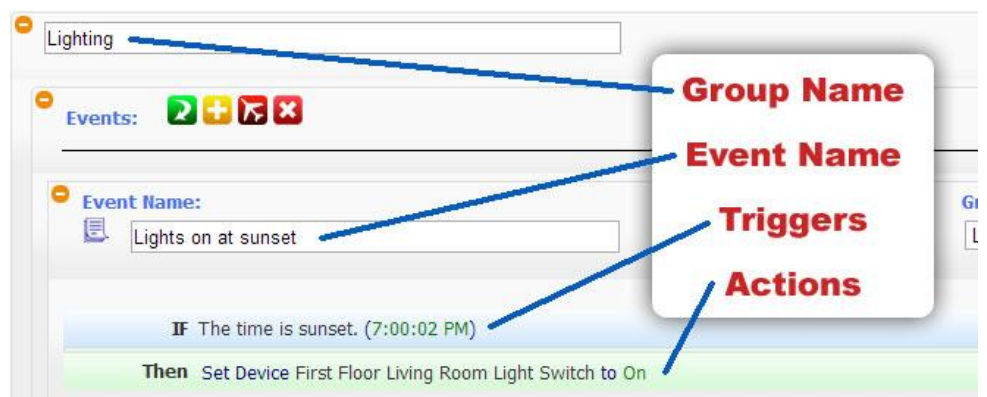 Lighting
Group Name
Events:
Event Name
Event Name:
Lights on at sunset
Triggers
Actions
IF The time is sunset. (7:00:02 PM)
Then Set Device First Floor Living Room Light Switch to On